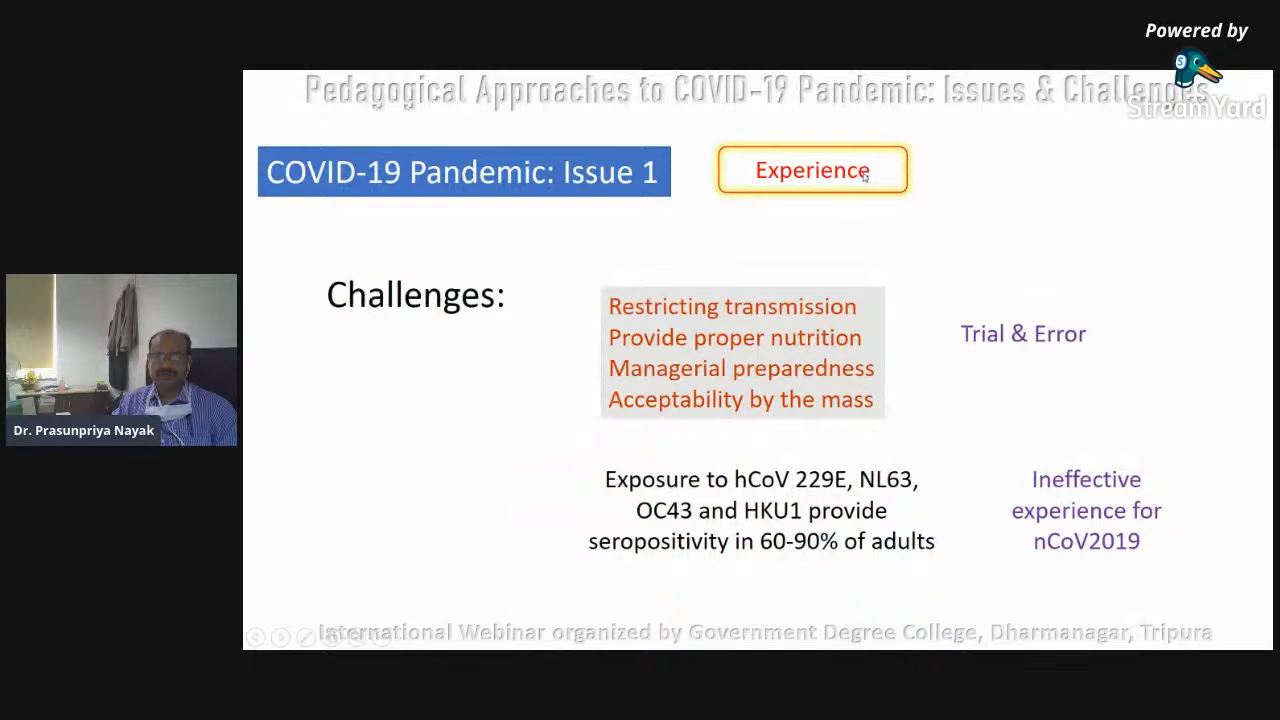 Powered by
StreamYard
Pedagogical Approaches to COVID-19 Pandemic: Issues & Challenges
COVID-19 Pandemic: Issue 1
Experience
Challenges:
Restricting transmission
Provide proper nutrition
Managerial preparedness
Acceptability by the mass
Trial & Error
Exposure to hCoV 229E, NL63,
OC43 and HKU1 provide
seropositivity in 60-90% of adults
Ineffective
experience for
nCoV2019
Dr. Prasunpriya Nayak
International Webinar organized by Government Degree College, Dharmanagar, Tripura